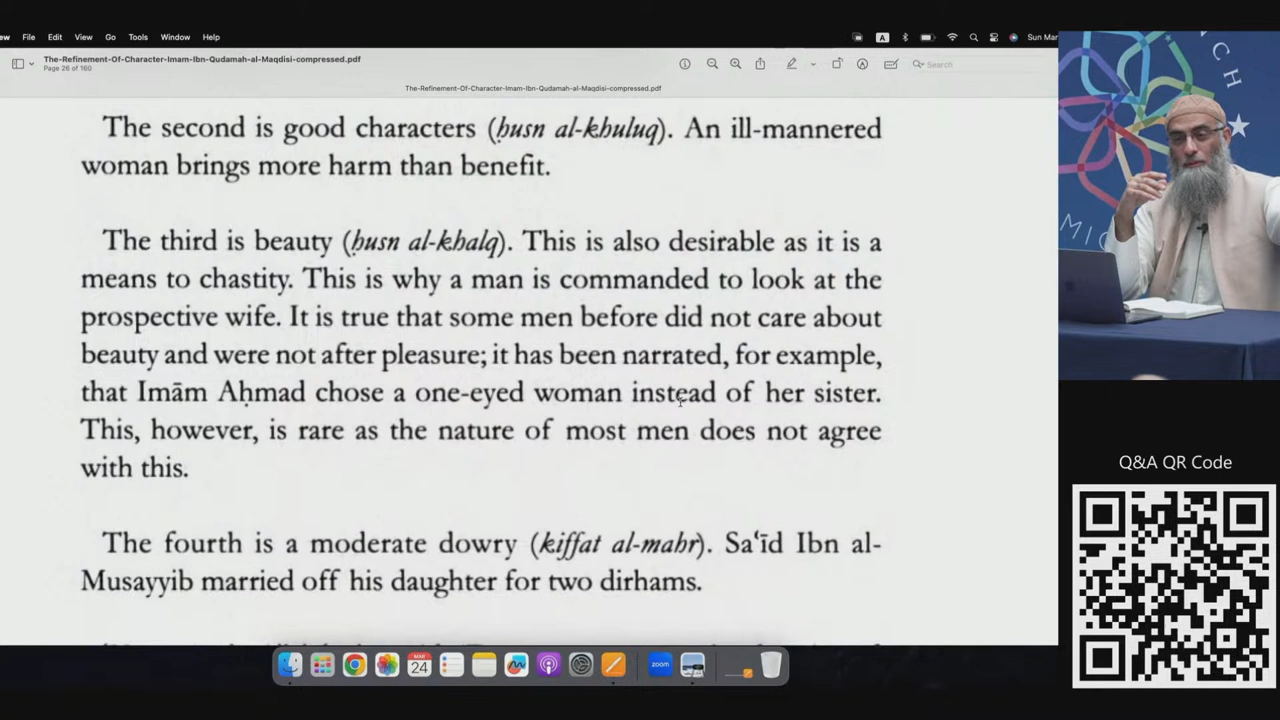 ew File Edit View Go Tools Window Help A Sun Mar
The-Refinement-Of-Character-Imam-Ibn-Qudamah-al-Maqdisi-compressed.pdf
Page 26 of 160
Search
The-Refinement-Of-Character-Imam-Ibn-Qudamah-al-Maqdisi-compressed.pdf
The second is good characters (ḥusn al-khuluq). An ill-mannered
woman brings more harm than benefit.
The third is beauty (ḥusn al-khalq). This is also desirable as it is a
means to chastity. This is why a man is commanded to look at the
prospective wife. It is true that some men before did not care about
beauty and were not after pleasure; it has been narrated, for example,
that Imām Aḥmad chose a one-eyed woman instead of her sister.
This, however, is rare as the nature of most men does not agree
with this.
The fourth is a moderate dowry (kiffat al-mahr). Sa‘īd Ibn al-
Musayyib married off his daughter for two dirhams.
MAR
24
zoom
CH
MIC
Q&A QR Code